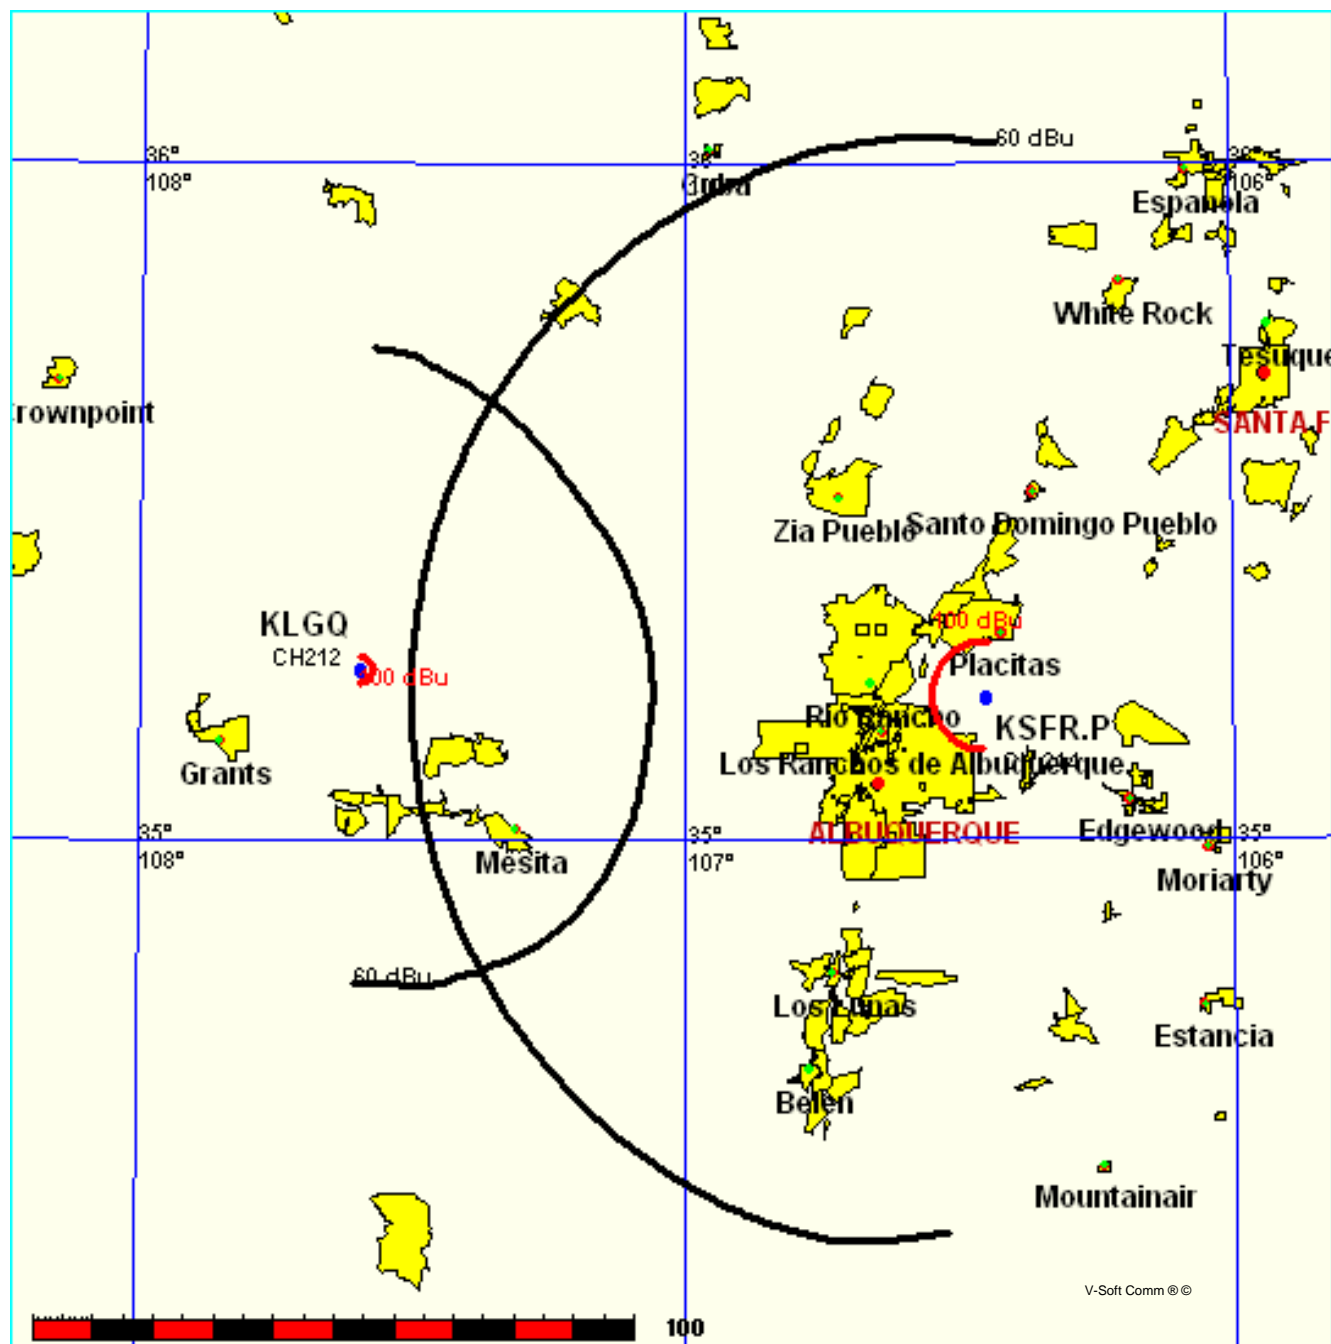 60 dBu
36°
108°
36°
Cuba
36°
106°
Española
White Rock
Tesuque
SANTA F
rownpoint
Zia Pueblo
Santo Domingo Pueblo
KLGQ
CH212
100 dBu
100 dBu
Placitas
Rio Rancho
KSFR.P
Los Ranchos de Albuquerque
Grants
35°
108°
Mesita
35°
107°
ALBUQUERQUE
Edgewood
35°
106°
Moriarty
60 dBu
Los Lunas
Estancia
Belen
Mountainair
V-Soft Comm ® ©
100